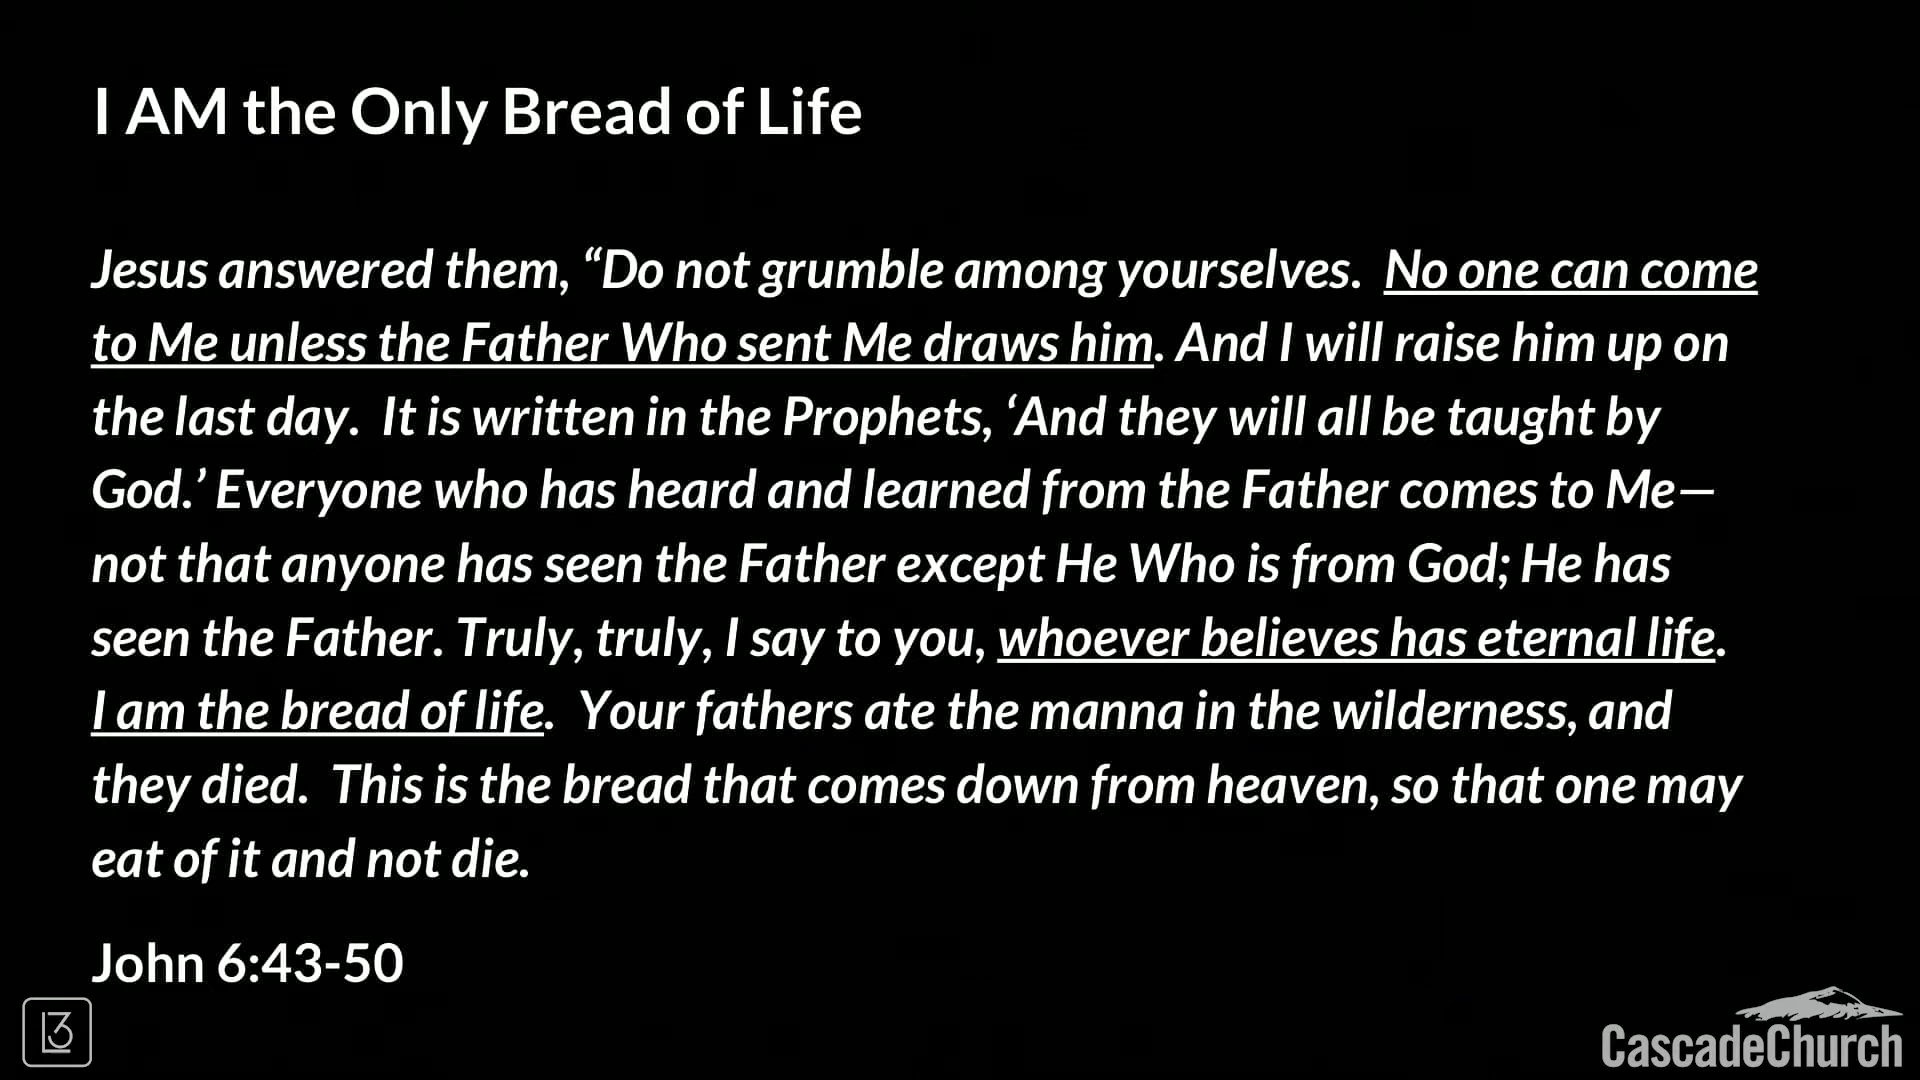 I AM the Only Bread of Life
Jesus answered them, “Do not grumble among yourselves.  No one can come
to Me unless the Father Who sent Me draws him. And I will raise him up on
the last day.  It is written in the Prophets, ‘And they will all be taught by
God.’ Everyone who has heard and learned from the Father comes to Me—
not that anyone has seen the Father except He Who is from God; He has
seen the Father. Truly, truly, I say to you, whoever believes has eternal life.
I am the bread of life.  Your fathers ate the manna in the wilderness, and
they died.  This is the bread that comes down from heaven, so that one may
eat of it and not die.
John 6:43-50
L3
CascadeChurch